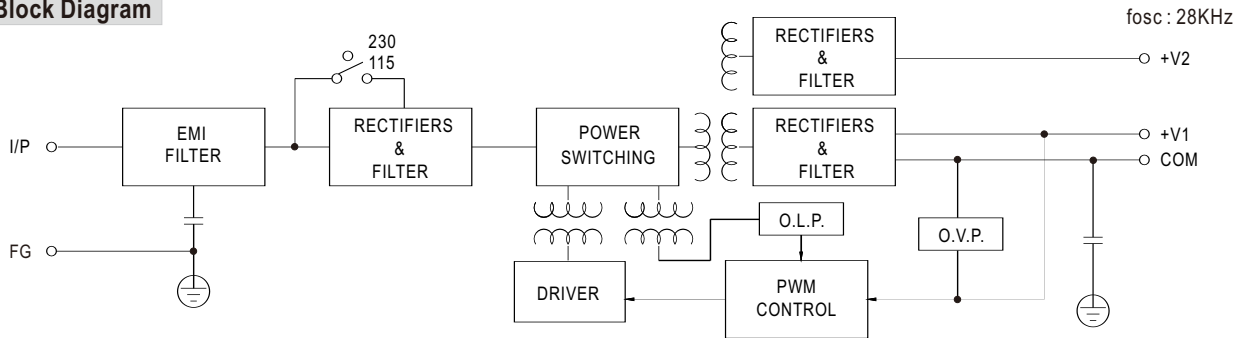 Block Diagram
fosc : 28KHz
230
115
RECTIFIERS
&
FILTER
+V2
I/P
EMI
FILTER
RECTIFIERS
&
FILTER
POWER
SWITCHING
RECTIFIERS
&
FILTER
+V1
COM
FG
O.L.P.
O.V.P.
DRIVER
PWM
CONTROL